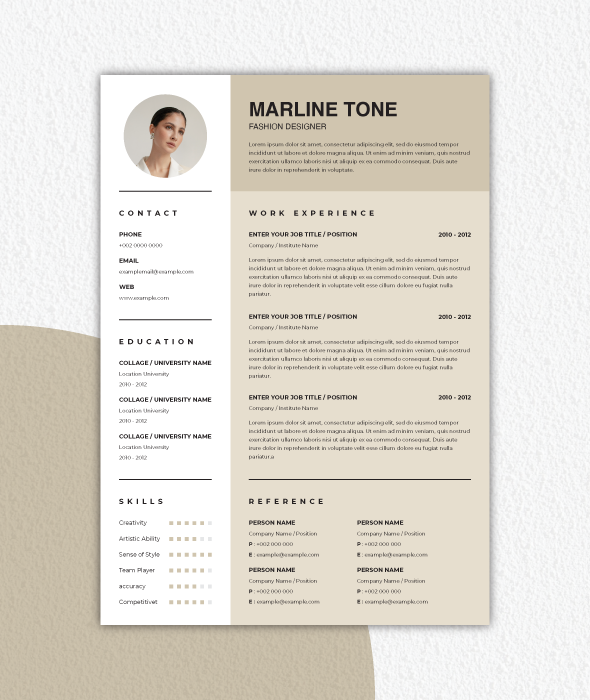 MARLINE TONE
FASHION DESIGNER
Lorem ipsum dolor sit amet, consectetur adipiscing elit, sed do eiusmod tempor
incididunt ut labore et dolore magna aliqua. Ut enim ad minim veniam, quis nostrud
exercitation ullamco laboris nisi ut aliquip ex ea commodo consequat. Duis aute
irure dolor in reprehenderit in voluptate.
CONTACT
PHONE
+002 0000 0000
EMAIL
examplemail@example.com
WEB
www.example.com
EDUCATION
COLLAGE / UNIVERSITY NAME
Location University
2010 - 2012
COLLAGE / UNIVERSITY NAME
Location University
2010 - 2012
COLLAGE / UNIVERSITY NAME
Location University
2010 - 2012
SKILLS
Creativity
Artistic Ability
Sense of Style
Team Player
accuracy
Competitivet
WORK EXPERIENCE
ENTER YOUR JOB TITLE / POSITION 2010 - 2012
Company / Institute Name
Lorem ipsum dolor sit amet, consectetur adipiscing elit, sed do eiusmod tempor
incididunt ut labore et dolore magna aliqua. Ut enim ad minim veniam, quis nostrud
exercitation ullamco laboris nisi ut aliquip ex ea commodo consequat. Duis aute
irure dolor in reprehenderit in voluptate velit esse cillum dolore eu fugiat nulla
pariatur.
ENTER YOUR JOB TITLE / POSITION 2010 - 2012
Company / Institute Name
Lorem ipsum dolor sit amet, consectetur adipiscing elit, sed do eiusmod tempor
incididunt ut labore et dolore magna aliqua. Ut enim ad minim veniam, quis nostrud
exercitation ullamco laboris nisi ut aliquip ex ea commodo consequat. Duis aute
irure dolor in reprehenderit in voluptate velit esse cillum dolore eu fugiat nulla
pariatur.
ENTER YOUR JOB TITLE / POSITION 2010 - 2012
Company / Institute Name
Lorem ipsum dolor sit amet, consectetur adipiscing elit, sed do eiusmod tempor
incididunt ut labore et dolore magna aliqua. Ut enim ad minim veniam, quis nostrud
exercitation ullamco laboris nisi ut aliquip ex ea commodo consequat. Duis aute
irure dolor in reprehenderit in voluptate velit esse cillum dolore eu fugiat nulla
pariatur.a
REFERENCE
PERSON NAME
Company Name / Position
P : +002 000 000
E : example@example.com
PERSON NAME
Company Name / Position
P : +002 000 000
E : example@example.com
PERSON NAME
Company Name / Position
P : +002 000 000
E : example@example.com
PERSON NAME
Company Name / Position
P : +002 000 000
E : example@example.com